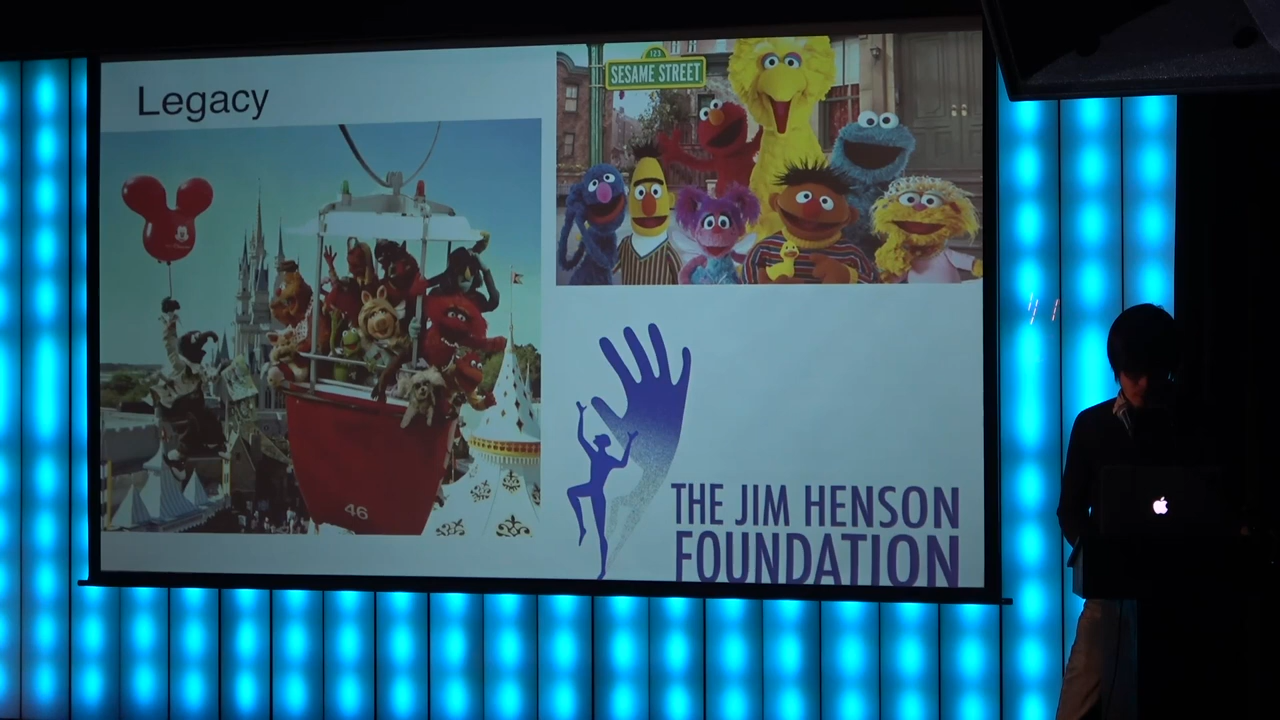 Legacy
123
SESAME STREET
46
THE JIM HENSON
FOUNDATION